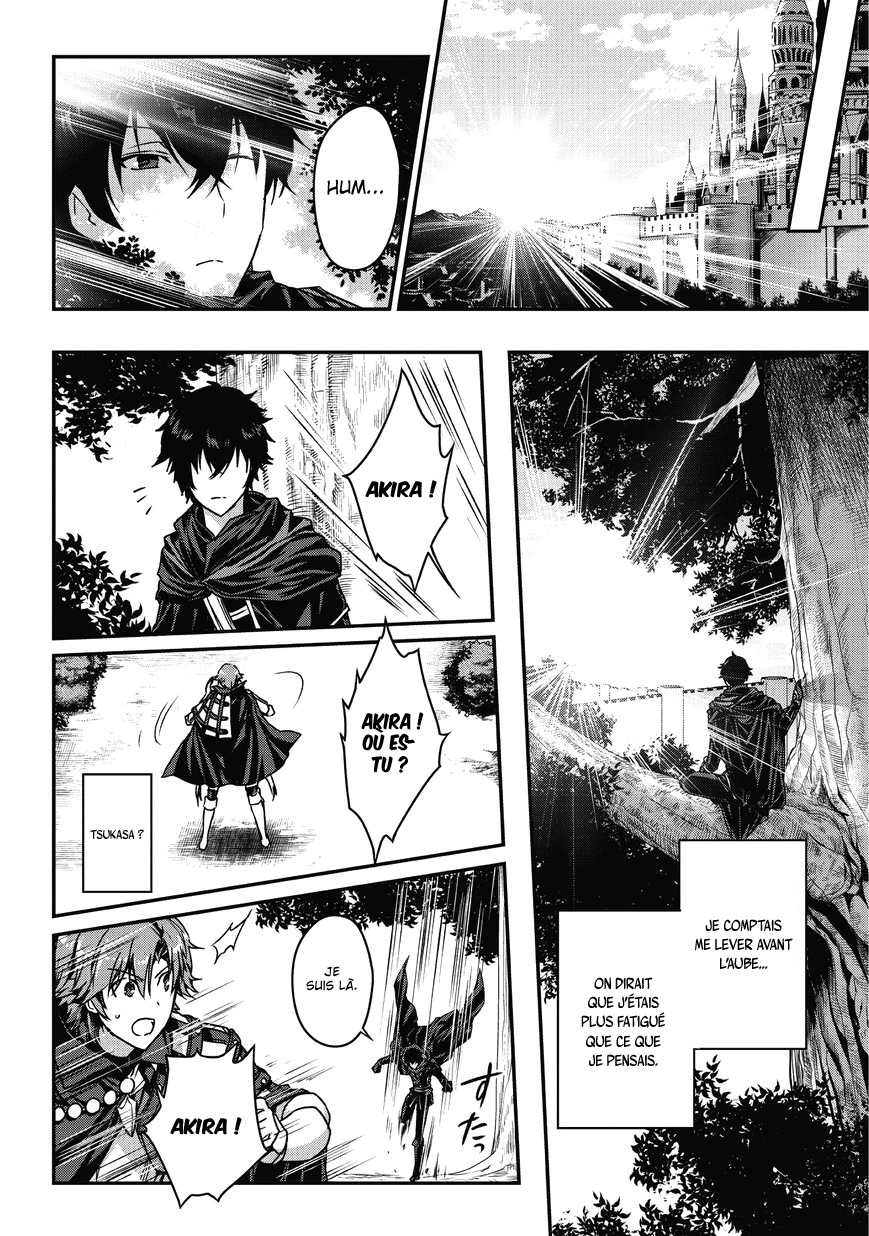 HUM...
JE COMPTAIS
ME LEVER AVANT
L'AUBE...
ON DIRAIT
QUE J'ÉTAIS
PLUS FATIGUÉ
QUE CE QUE
JE PENSAIS.
AKIRA !
AKIRA !
OÙ ES-
TU ?
TSUKASA ?
JE
SUIS LÀ.
すたっ
AKIRA !